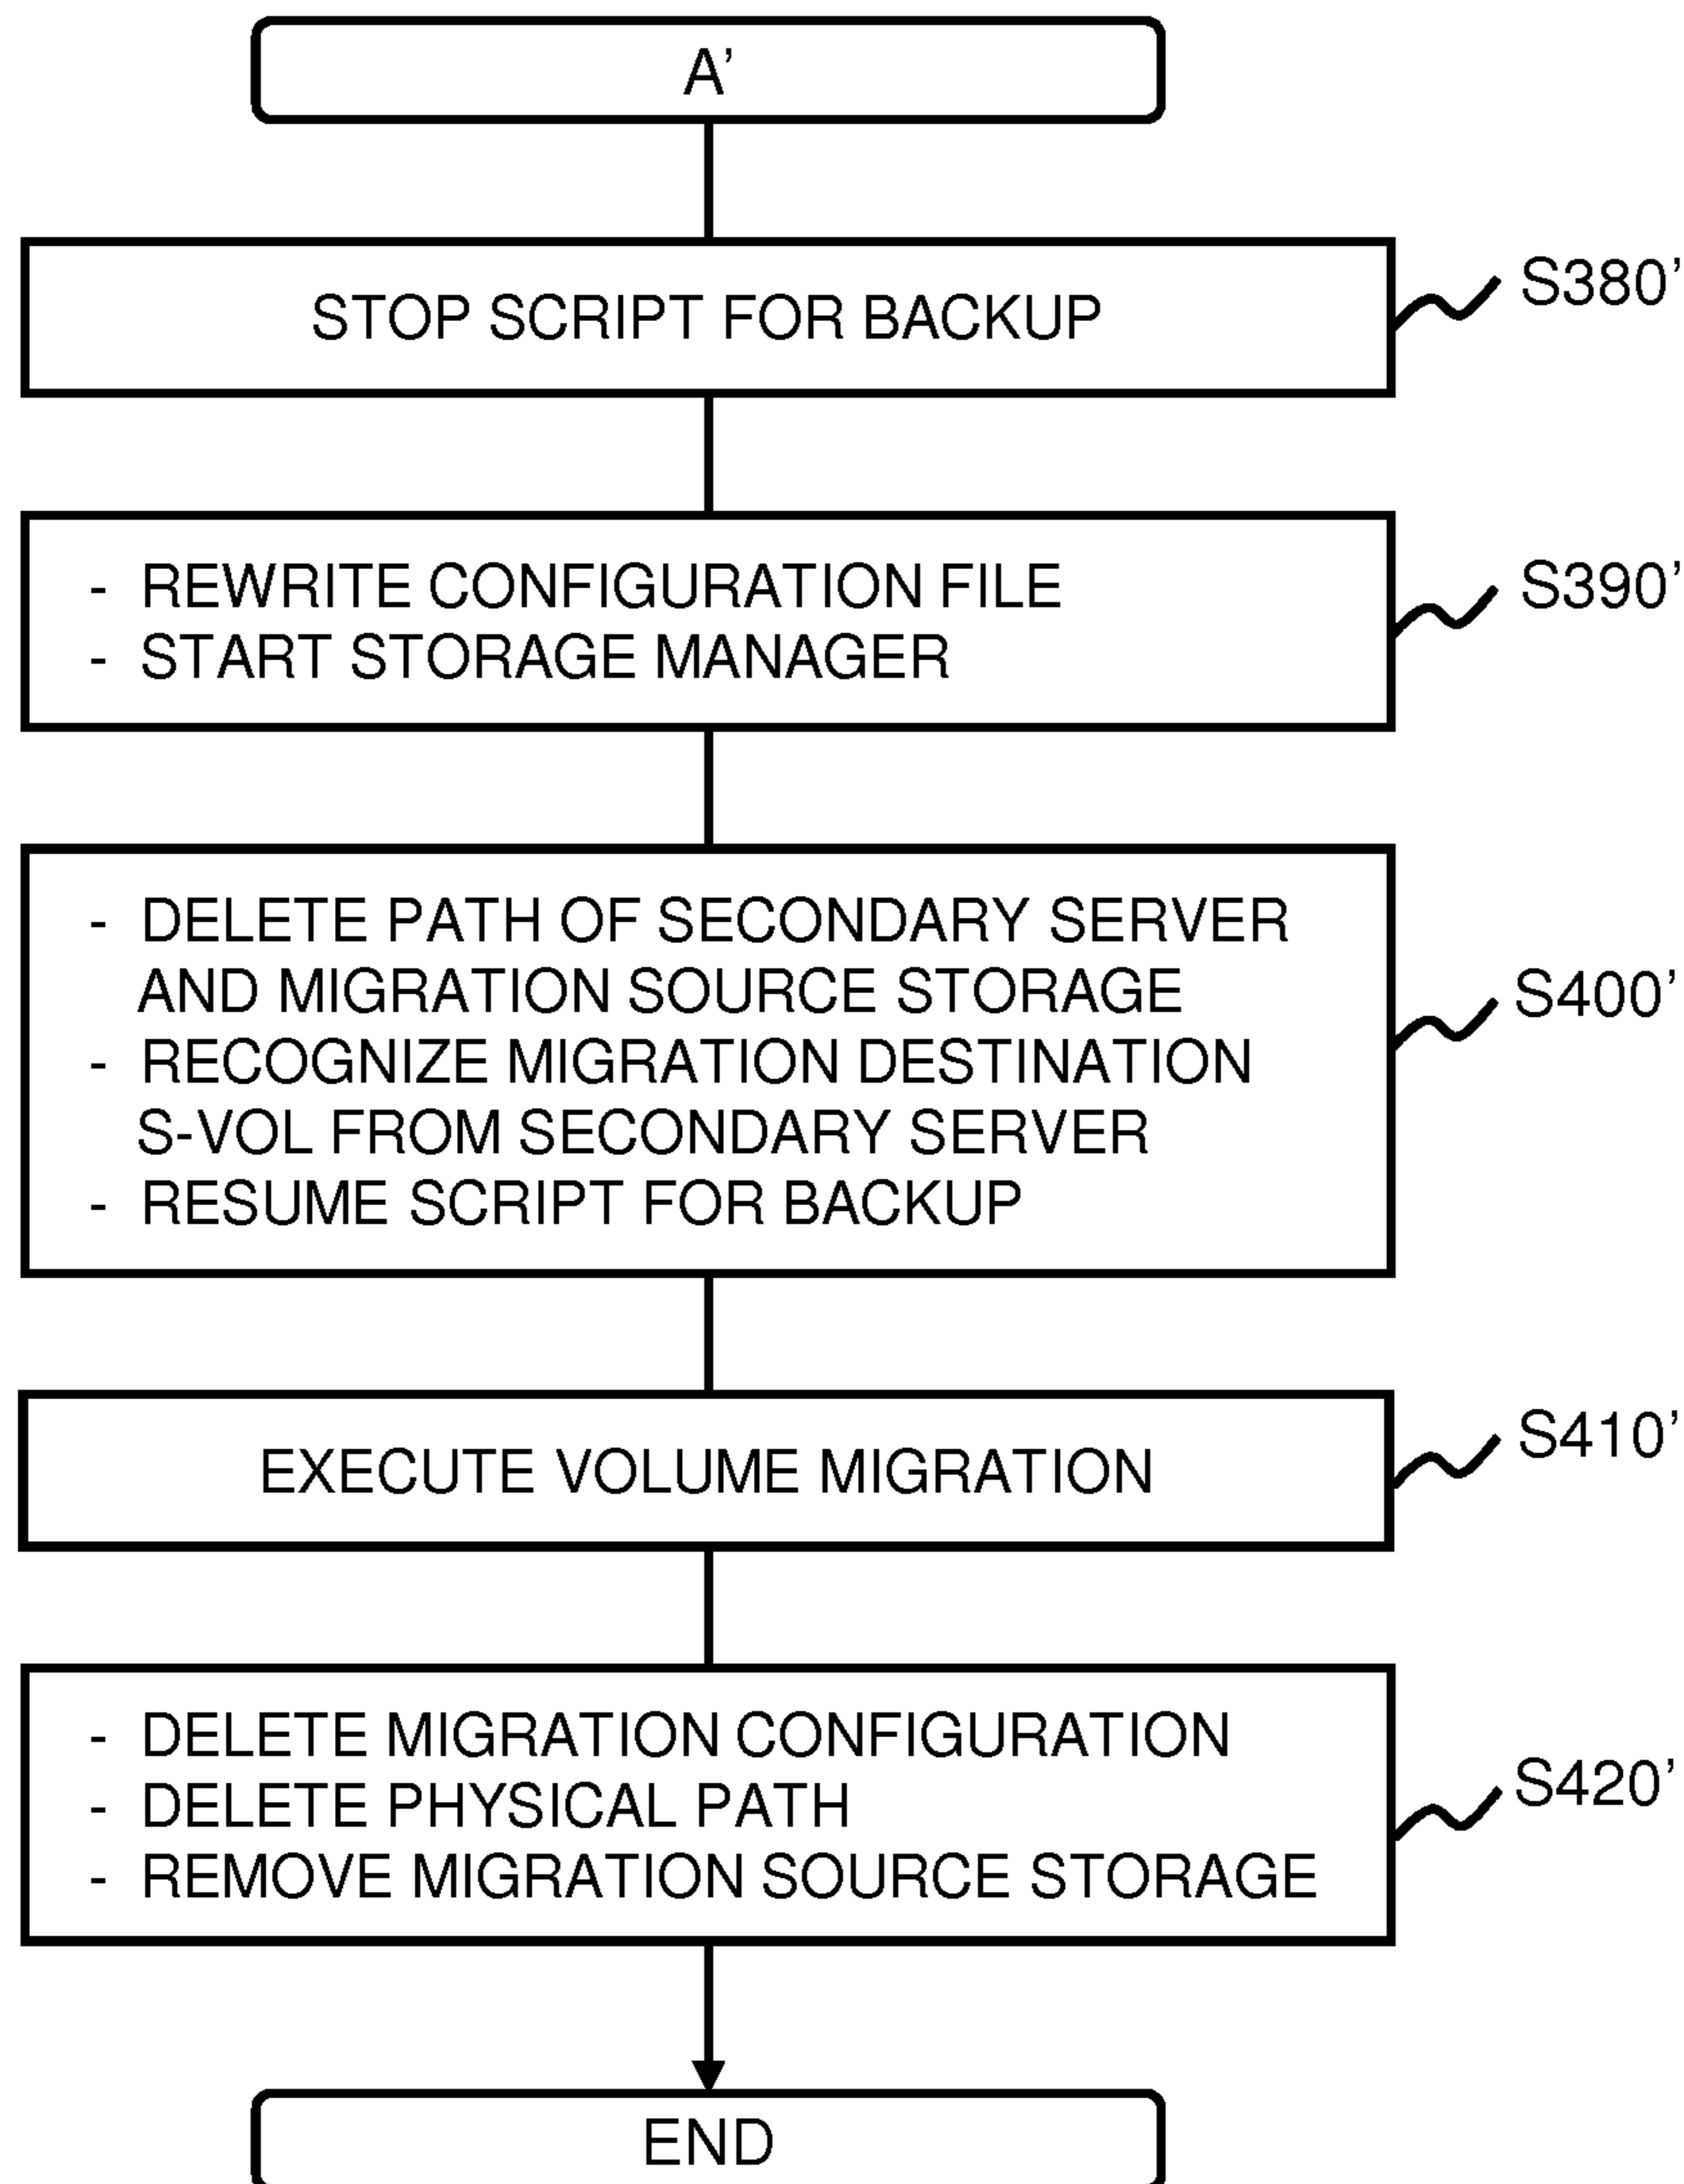 A'
STOP SCRIPT FOR BACKUP
S380'
- REWRITE CONFIGURATION FILE
- START STORAGE MANAGER
S390'
- DELETE PATH OF SECONDARY SERVER
AND MIGRATION SOURCE STORAGE
- RECOGNIZE MIGRATION DESTINATION
S-VOL FROM SECONDARY SERVER
- RESUME SCRIPT FOR BACKUP
S400'
EXECUTE VOLUME MIGRATION
S410'
- DELETE MIGRATION CONFIGURATION
- DELETE PHYSICAL PATH
- REMOVE MIGRATION SOURCE STORAGE
S420'
END